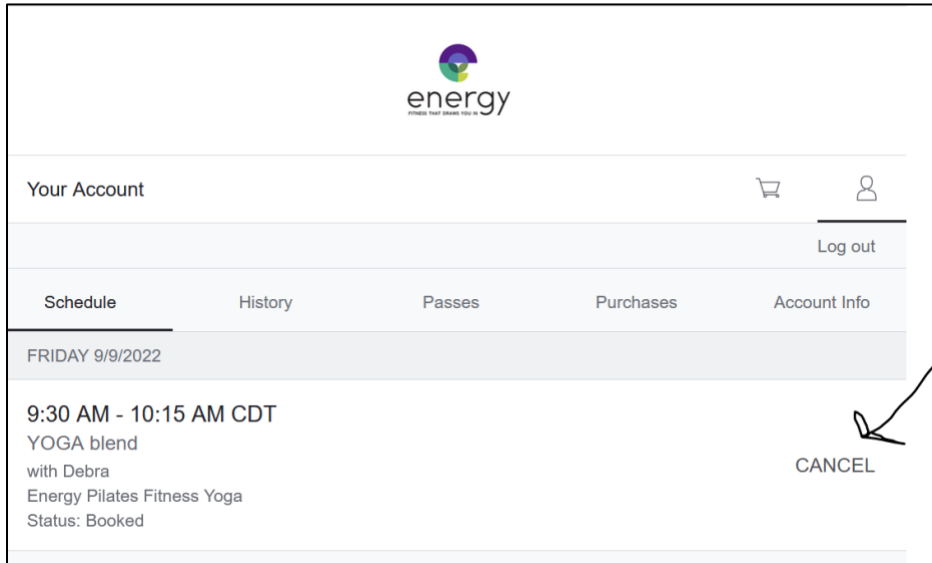 energy
FITNESS THAT DRAWS YOU IN
Your Account
Log out
Schedule History Passes Purchases Account Info
FRIDAY 9/9/2022
9:30 AM - 10:15 AM CDT
YOGA blend
with Debra
CANCEL
Energy Pilates Fitness Yoga
Status: Booked